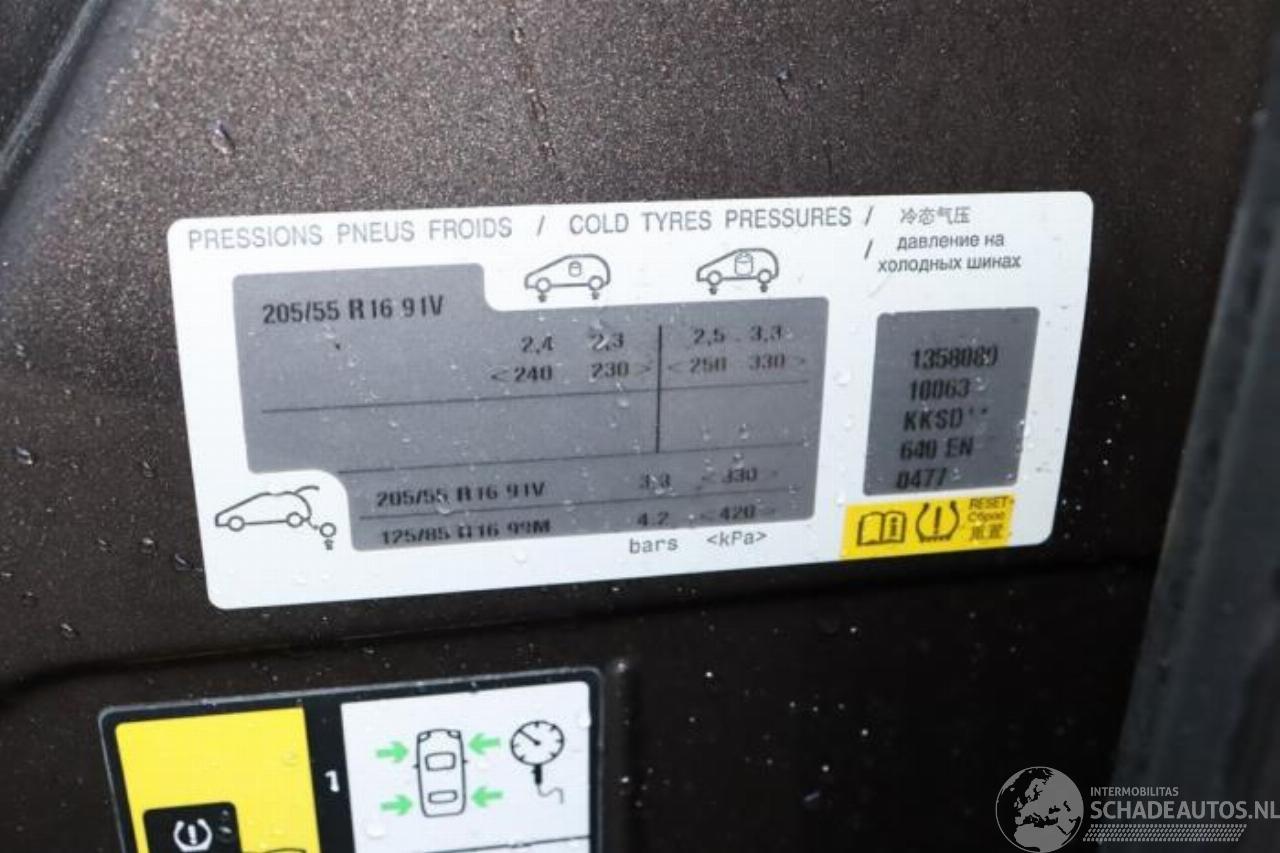 PRESSIONS PNEUS FROIDS / COLD TYRES PRESSURES / 冷态气压
/ давление на
холодных шинах
205/55 R16 91V
2,4 2,3 2,5 3,3
<240 230> <250 330>
205/55 R16 91V 3.3 <330>
125/85 R16 99M 4.2 <420>
bars <kPa>
1358089
10063
KKSD**
640 EN
0477
RESET
Сброс
重置
1
INTERMOBILITAS
SCHADEAUTOS.NL